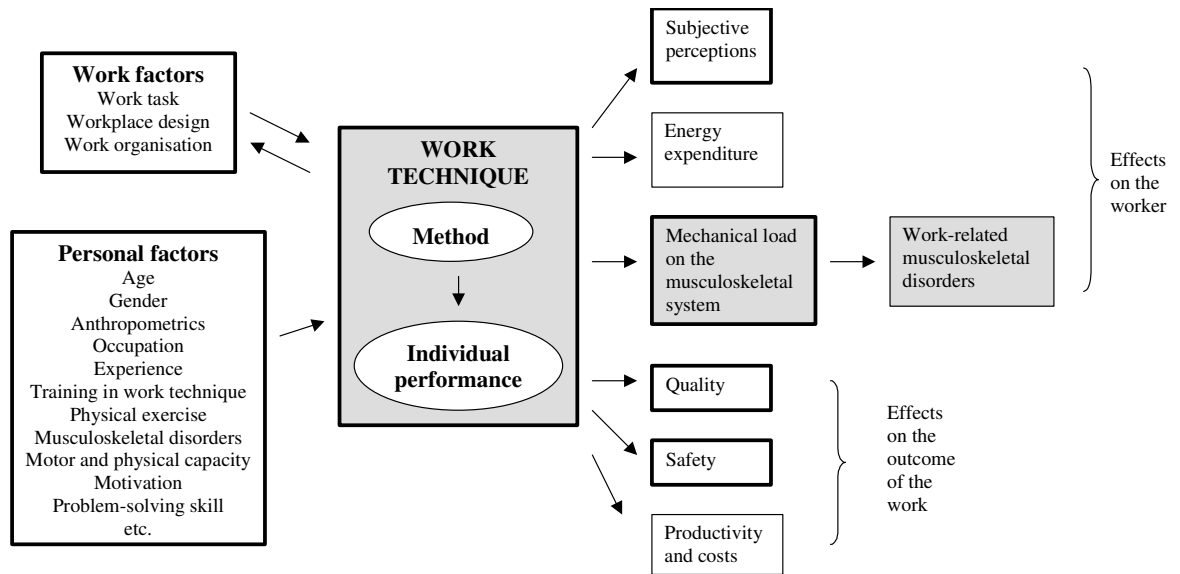 Work factors
Work task
Workplace design
Work organisation
Personal factors
Age
Gender
Anthropometrics
Occupation
Experience
Training in work technique
Physical exercise
Musculoskeletal disorders
Motor and physical capacity
Motivation
Problem-solving skill
etc.
WORK
TECHNIQUE
Method
Individual
performance
Subjective
perceptions
Energy
expenditure
Mechanical load
on the
musculoskeletal
system
Work-related
musculoskeletal
disorders
Effects
on the
worker
Quality
Safety
Productivity
and costs
Effects
on the
outcome
of the
work